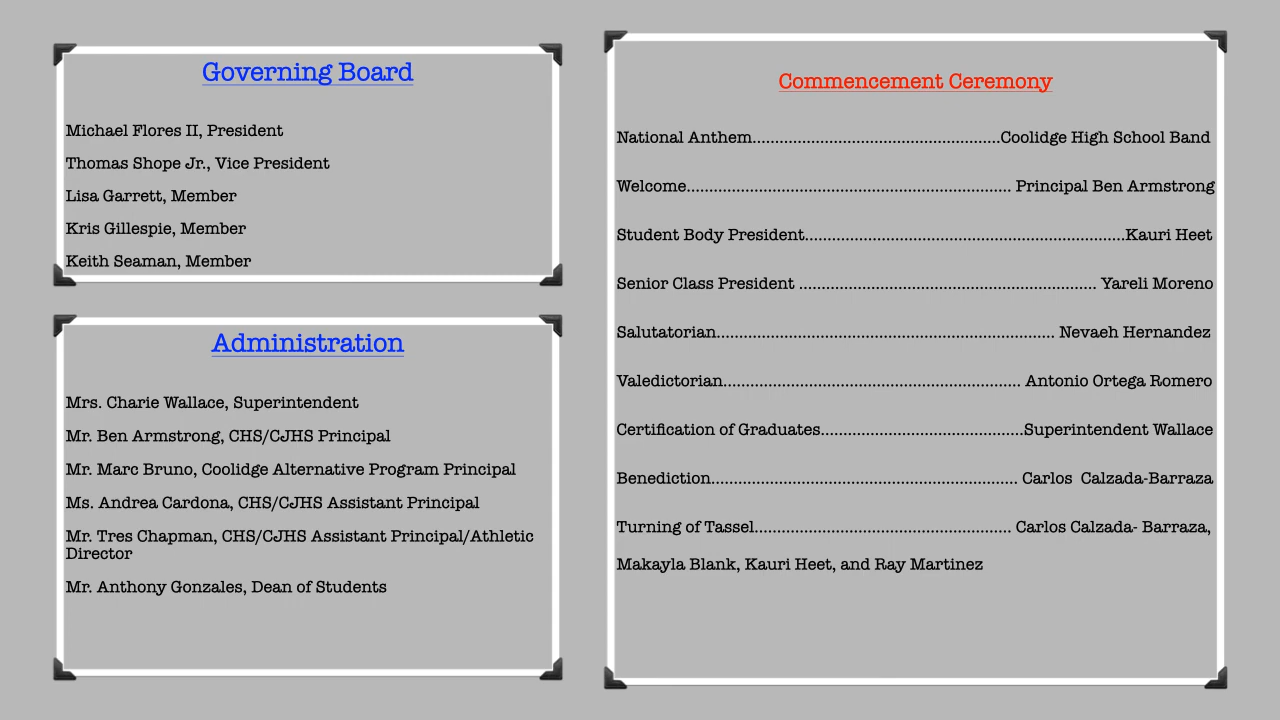 Governing Board
Michael Flores II, President
Thomas Shope Jr., Vice President
Lisa Garrett, Member
Kris Gillespie, Member
Keith Seaman, Member
Administration
Mrs. Charie Wallace, Superintendent
Mr. Ben Armstrong, CHS/CJHS Principal
Mr. Marc Bruno, Coolidge Alternative Program Principal
Ms. Andrea Cardona, CHS/CJHS Assistant Principal
Mr. Tres Chapman, CHS/CJHS Assistant Principal/Athletic
Director
Mr. Anthony Gonzales, Dean of Students
Commencement Ceremony
National Anthem......................................................Coolidge High School Band
Welcome....................................................................... Principal Ben Armstrong
Student Body President......................................................................Kauri Heet
Senior Class President ................................................................. Yareli Moreno
Salutatorian.......................................................................... Nevaeh Hernandez
Valedictorian................................................................. Antonio Ortega Romero
Certification of Graduates............................................Superintendent Wallace
Benediction................................................................... Carlos  Calzada-Barraza
Turning of Tassel........................................................ Carlos Calzada- Barraza,
Makayla Blank, Kauri Heet, and Ray Martinez